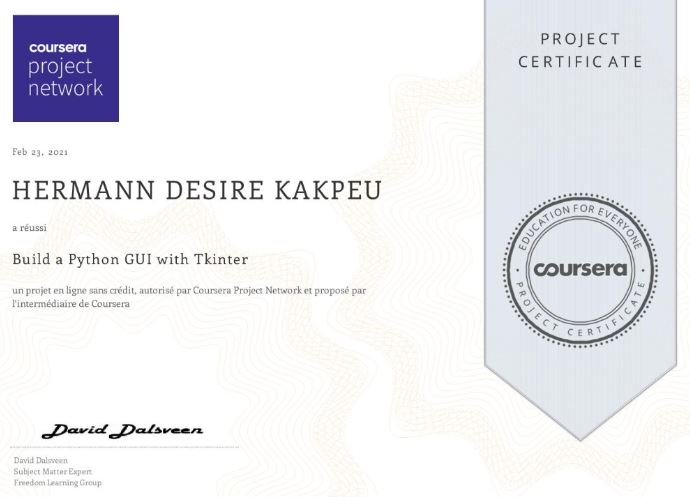 coursera
project
network
PROJECT
CERTIFICATE
Feb 23, 2021
HERMANN DESIRE KAKPEU
a réussi
Build a Python GUI with Tkinter
un projet en ligne sans crédit, autorisé par Coursera Project Network et proposé par
l'intermédiaire de Coursera
EDUCATION FOR EVERYONE
coursera
PROJECT CERTIFICATE
David Dalsveen
David Dalsveen
Subject Matter Expert
Freedom Learning Group